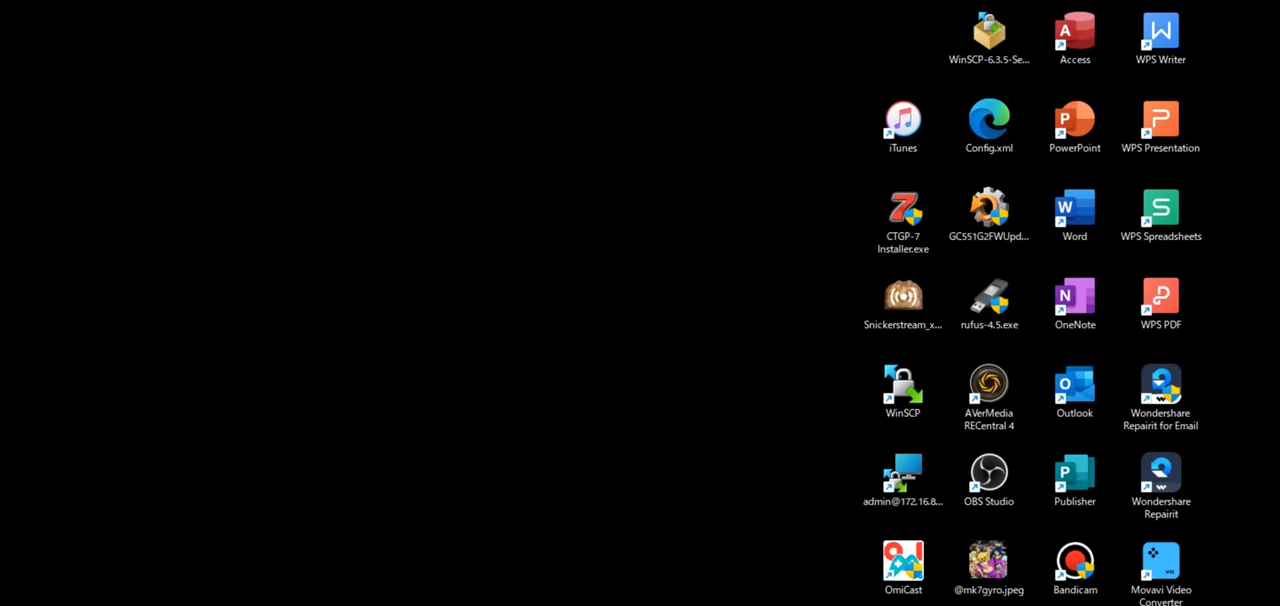 WinSCP-6.3.5-Se...
Access
WPS Writer
iTunes
Config.xml
PowerPoint
WPS Presentation
CTGP-7
Installer.exe
GC551G2FWUpd...
Word
WPS Spreadsheets
Snickerstream_x...
rufus-4.5.exe
OneNote
WPS PDF
WinSCP
AVerMedia
RECentral 4
Outlook
Wondershare
Repairit for Email
admin@172.16.8...
OBS Studio
Publisher
Wondershare
Repairit
OmiCast
@mk7gyro.jpeg
Bandicam
Movavi Video
Converter